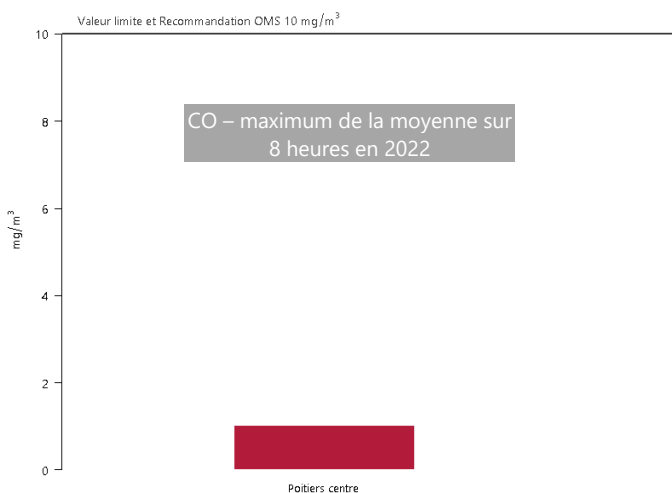 Valeur limite et Recommandation OMS 10 mg/m³
10
CO – maximum de la moyenne sur
8 heures en 2022
8
6
mg/m³
4
2
0
Poitiers centre